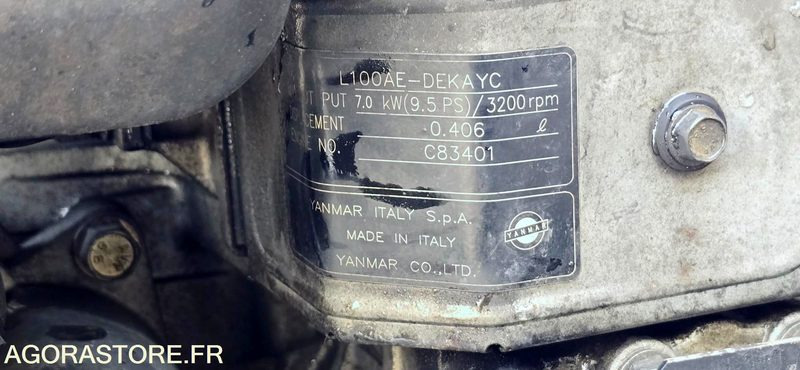 L100AE-DEKAYC
PUT 7.0 kW(9.5 PS)/3200rpm
CEMENT 0.406 ℓ
NO. C83401
YANMAR ITALY S.p.A.
MADE IN ITALY
YANMAR
YANMAR CO.,LTD.
AGORASTORE.FR